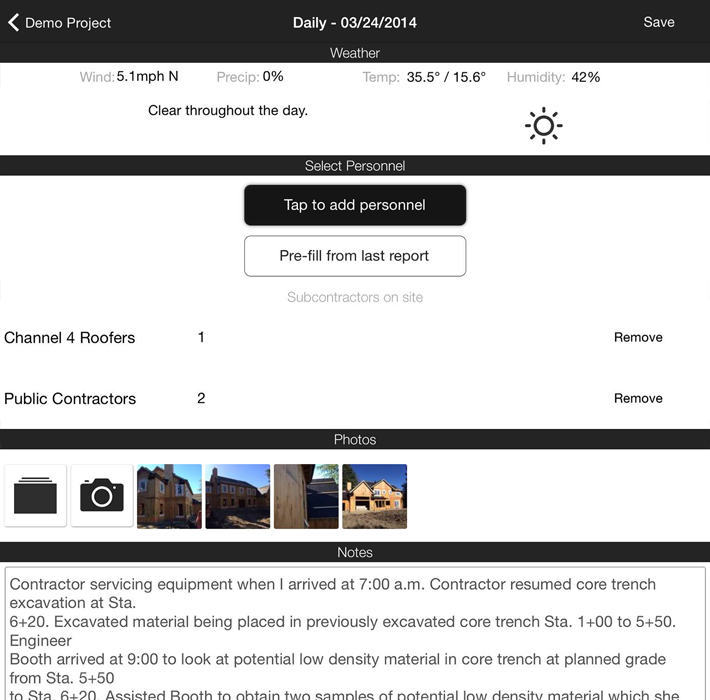 Demo Project
Daily - 03/24/2014
Save
Weather
Wind: 5.1mph N Precip: 0% Temp: 35.5° / 15.6° Humidity: 42%
Clear throughout the day.
Select Personnel
Tap to add personnel
Pre-fill from last report
Subcontractors on site
Channel 4 Roofers 1 Remove
Public Contractors 2 Remove
Photos
Notes
Contractor servicing equipment when I arrived at 7:00 a.m. Contractor resumed core trench
excavation at Sta.
6+20. Excavated material being placed in previously excavated core trench Sta. 1+00 to 5+50.
Engineer
Booth arrived at 9:00 to look at potential low density material in core trench at planned grade
from Sta. 5+50
to Sta. 6+20. Assisted Booth to obtain two samples of potential low density material which she